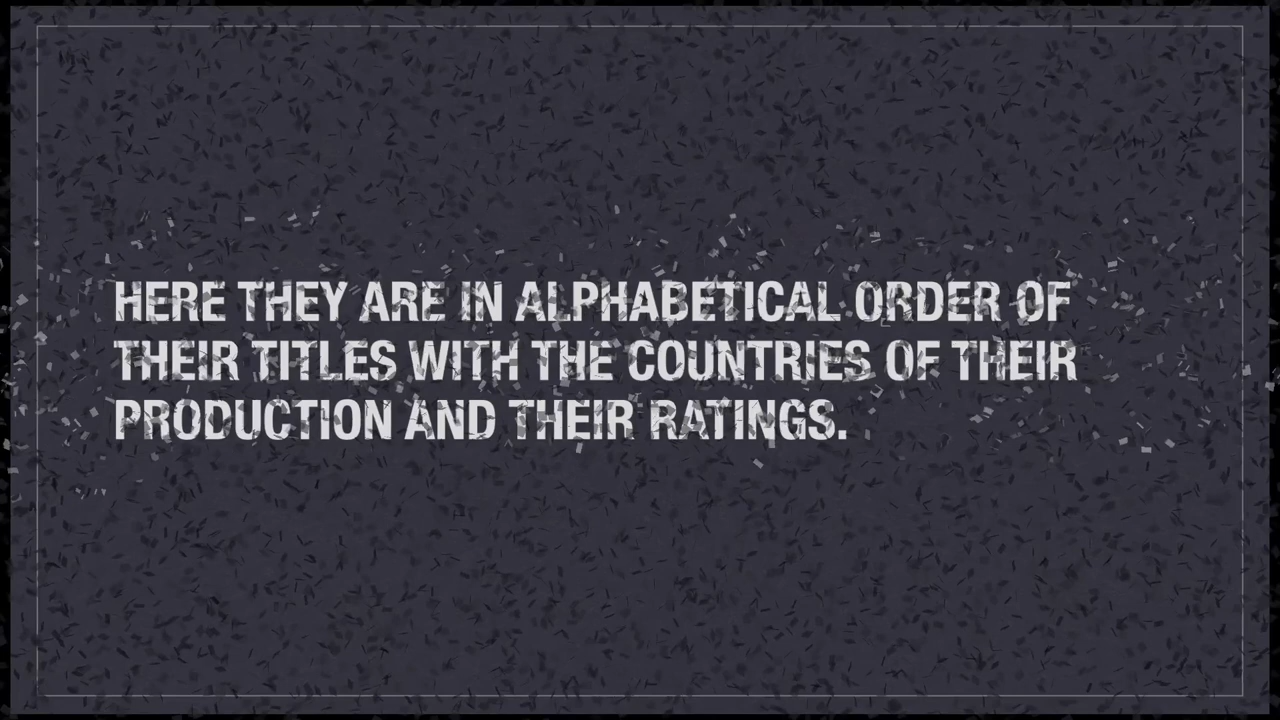 HERE THEY ARE IN ALPHABETICAL ORDER OF
THEIR TITLES WITH THE COUNTRIES OF THEIR
PRODUCTION AND THEIR RATINGS.